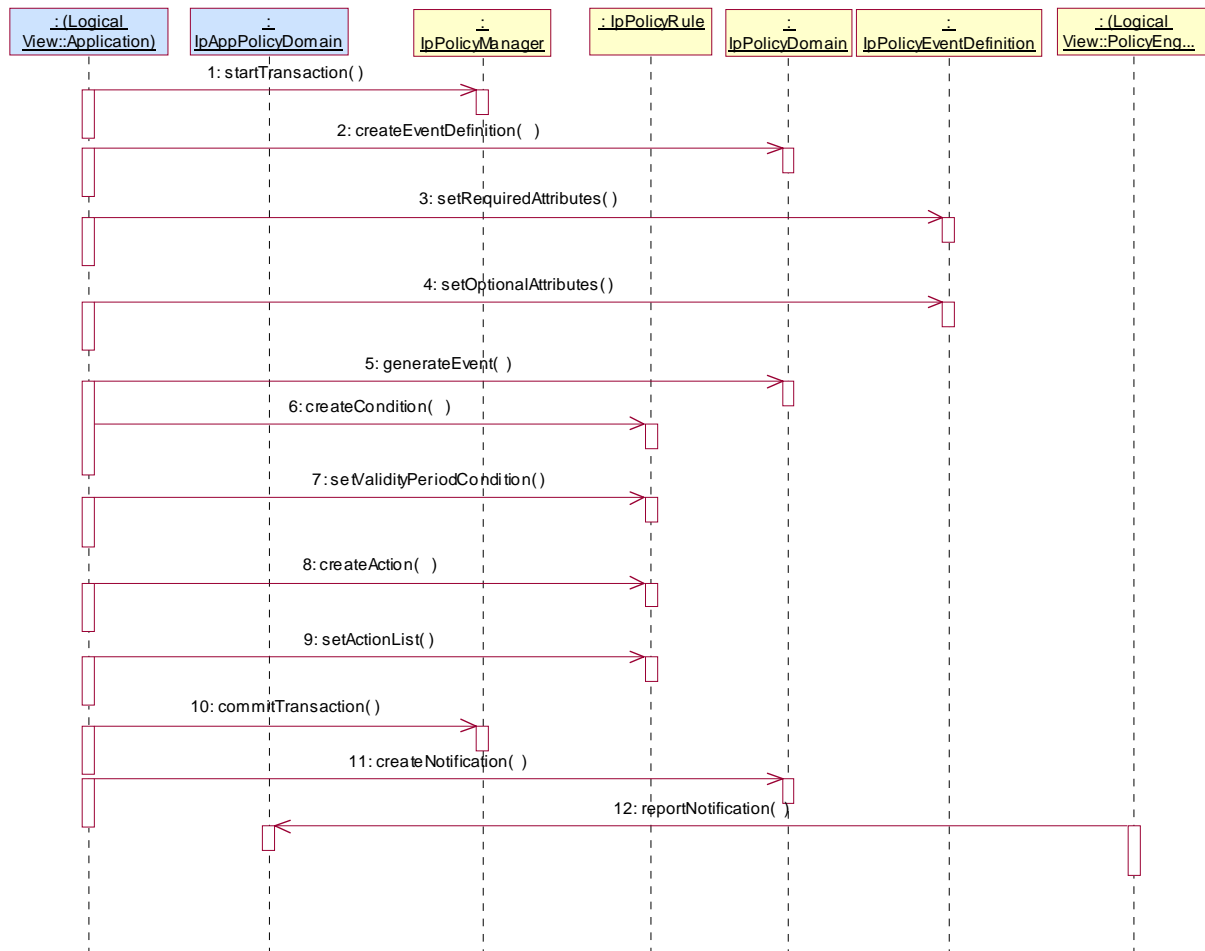 : (Logical
View::Application)
:
IpAppPolicyDomain
:
IpPolicyManager
: IpPolicyRule
:
IpPolicyDomain
:
IpPolicyEventDefinition
: (Logical
View::PolicyEng...
1: startTransaction( )
2: createEventDefinition(  )
3: setRequiredAttributes( )
4: setOptionalAttributes( )
5: generateEvent( )
6: createCondition(  )
7: setValidityPeriodCondition( )
8: createAction(  )
9: setActionList( )
10: commitTransaction( )
11: createNotification(  )
12: reportNotification(  )